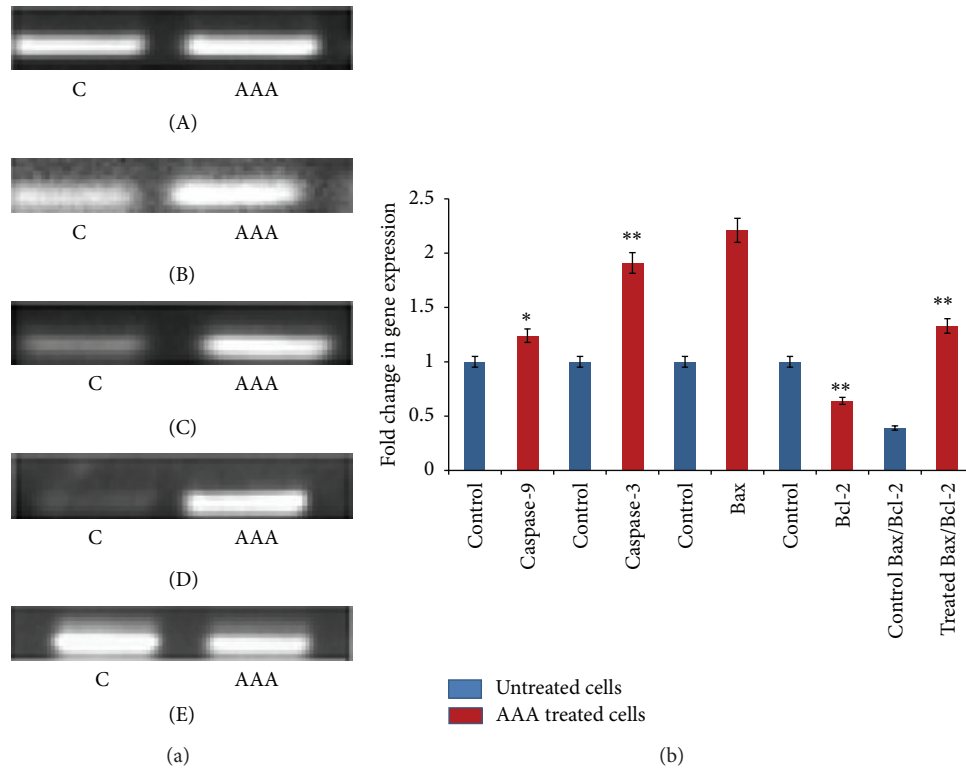 C AAA
(A)
C AAA
(B)
C AAA
(C)
C AAA
(D)
C AAA
(E)
(a)
Fold change in gene expression
2.5
2
1.5
1
0.5
0
*
**
**
**
Control
Caspase-9
Control
Caspase-3
Control
Bax
Control
Bcl-2
Control Bax/Bcl-2
Treated Bax/Bcl-2
Untreated cells
AAA treated cells
(b)